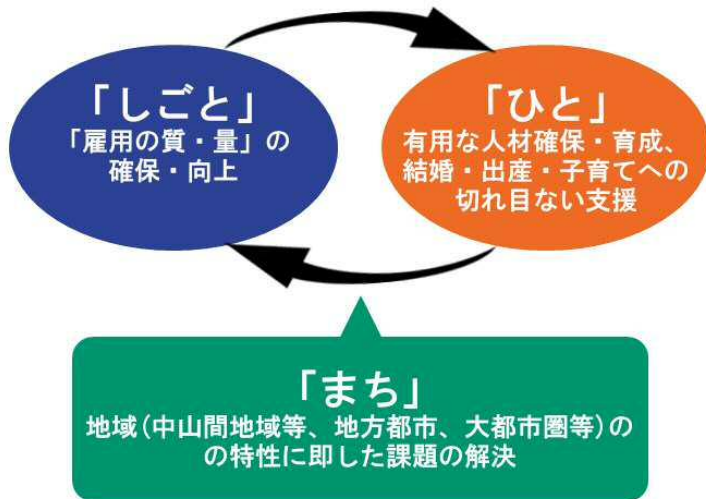 「しごと」
「雇用の質・量」の
確保・向上
「ひと」
有用な人材確保・育成、
結婚・出産・子育てへの
切れ目ない支援
「まち」
地域(中山間地域等、地方都市、大都市圏等)の
の特性に即した課題の解決